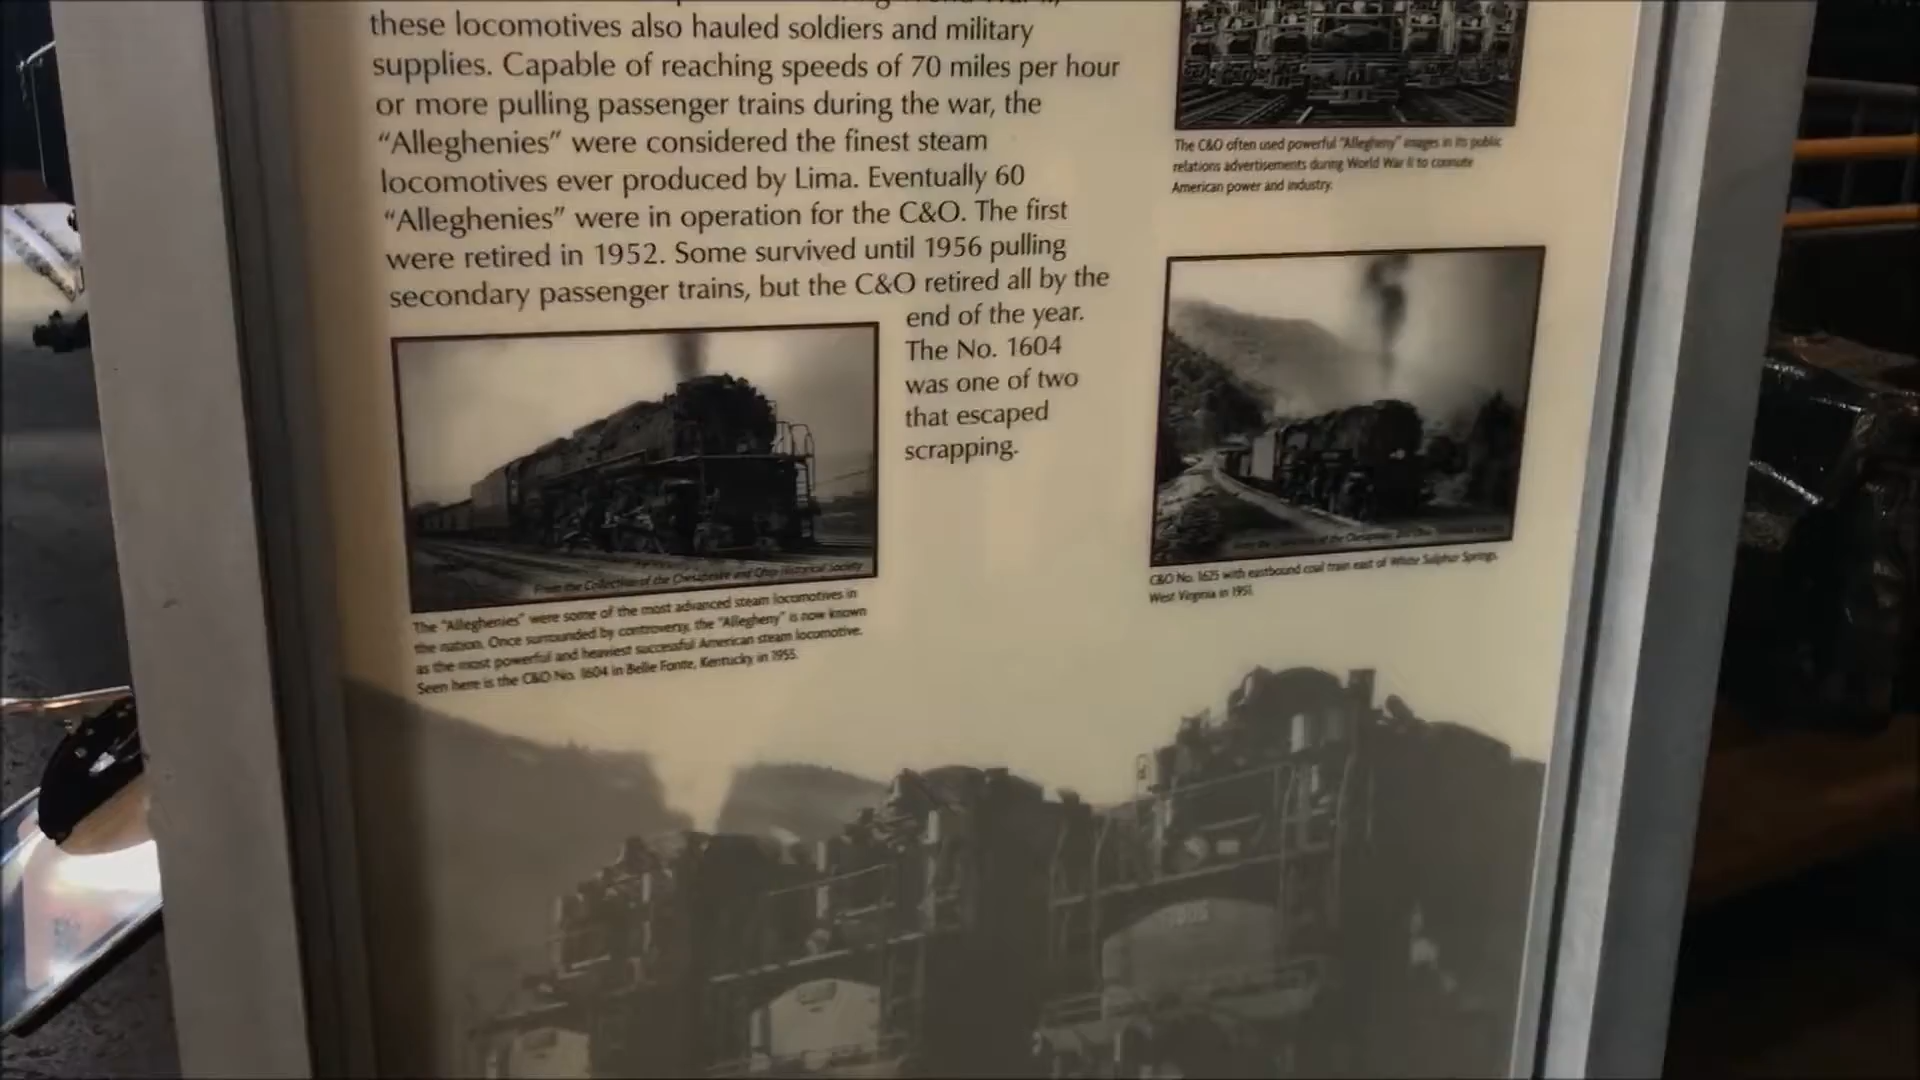 these locomotives also hauled soldiers and military
supplies. Capable of reaching speeds of 70 miles per hour
or more pulling passenger trains during the war, the
“Alleghenies” were considered the finest steam
locomotives ever produced by Lima. Eventually 60
“Alleghenies” were in operation for the C&O. The first
were retired in 1952. Some survived until 1956 pulling
secondary passenger trains, but the C&O retired all by the
end of the year.
The No. 1604
was one of two
that escaped
scrapping.
From the Collection of the Chesapeake and Ohio Historical Society
The “Alleghenies” were some of the most advanced steam locomotives in
the nation. Once surrounded by controversy, the “Allegheny” is now known
as the most powerful and heaviest successful American steam locomotive.
Seen here is the C&O No. 1604 in Belle Fonte, Kentucky in 1955.
The C&O often used powerful “Allegheny” images in its public
relations advertisements during World War II to connote
American power and industry.
of the Chesapeake and Ohio
C&O No. 1625 with eastbound coal train east of White Sulphur Springs,
West Virginia in 1951.